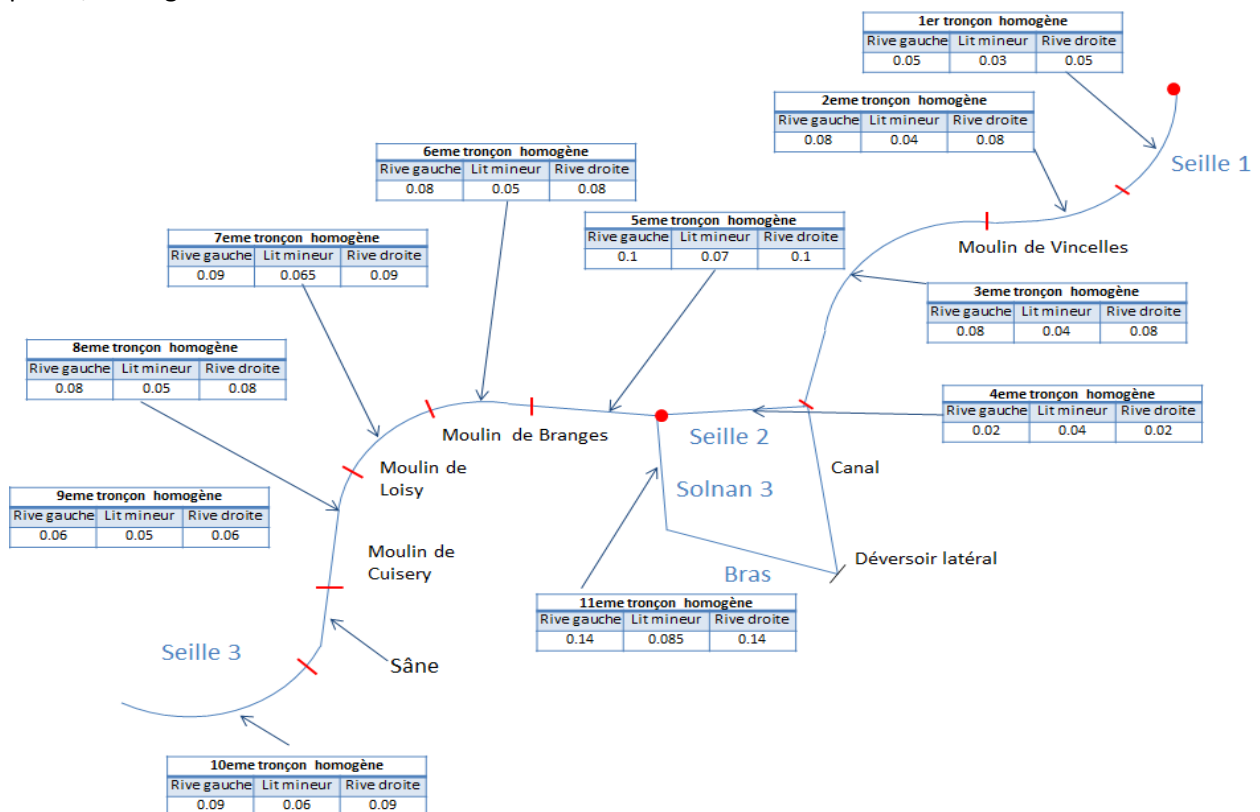 1er tronçon homogène
Rive gauche Lit mineur Rive droite
0.05 0.03 0.05
2eme tronçon homogène
Rive gauche Lit mineur Rive droite
0.08 0.04 0.08
Seille 1
6eme tronçon homogène
Rive gauche Lit mineur Rive droite
0.08 0.05 0.08
5eme tronçon homogène
Rive gauche Lit mineur Rive droite
0.1 0.07 0.1
Moulin de Vincelles
7eme tronçon homogène
Rive gauche Lit mineur Rive droite
0.09 0.065 0.09
3eme tronçon homogène
Rive gauche Lit mineur Rive droite
0.08 0.04 0.08
8eme tronçon homogène
Rive gauche Lit mineur Rive droite
0.08 0.05 0.08
4eme tronçon homogène
Rive gauche Lit mineur Rive droite
0.02 0.04 0.02
Moulin de Branges
Seille 2
Moulin de
Loisy
Canal
Solnan 3
9eme tronçon homogène
Rive gauche Lit mineur Rive droite
0.06 0.05 0.06
Moulin de
Cuisery
Déversoir latéral
Bras
11eme tronçon homogène
Rive gauche Lit mineur Rive droite
0.14 0.085 0.14
Seille 3
Sâne
10eme tronçon homogène
Rive gauche Lit mineur Rive droite
0.09 0.06 0.09